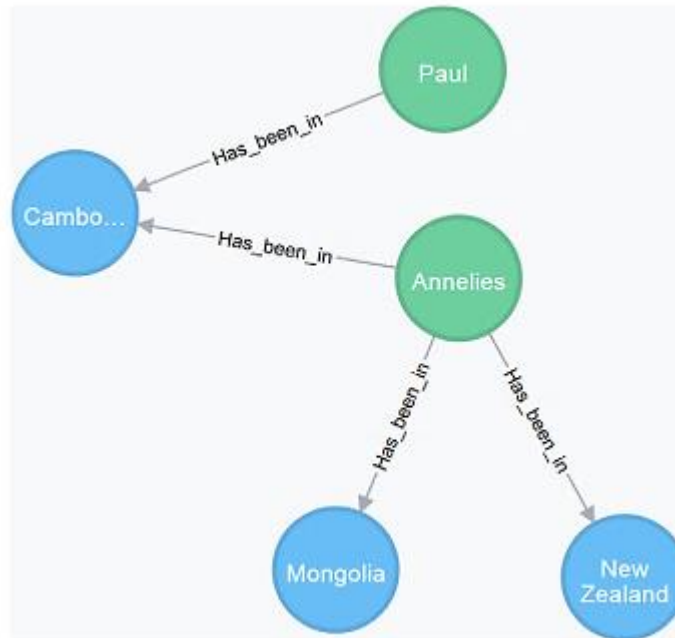 Paul
Has_been_in
Cambo...
Has_been_in
Annelies
Has_been_in
Has_been_in
Mongolia
New
Zealand